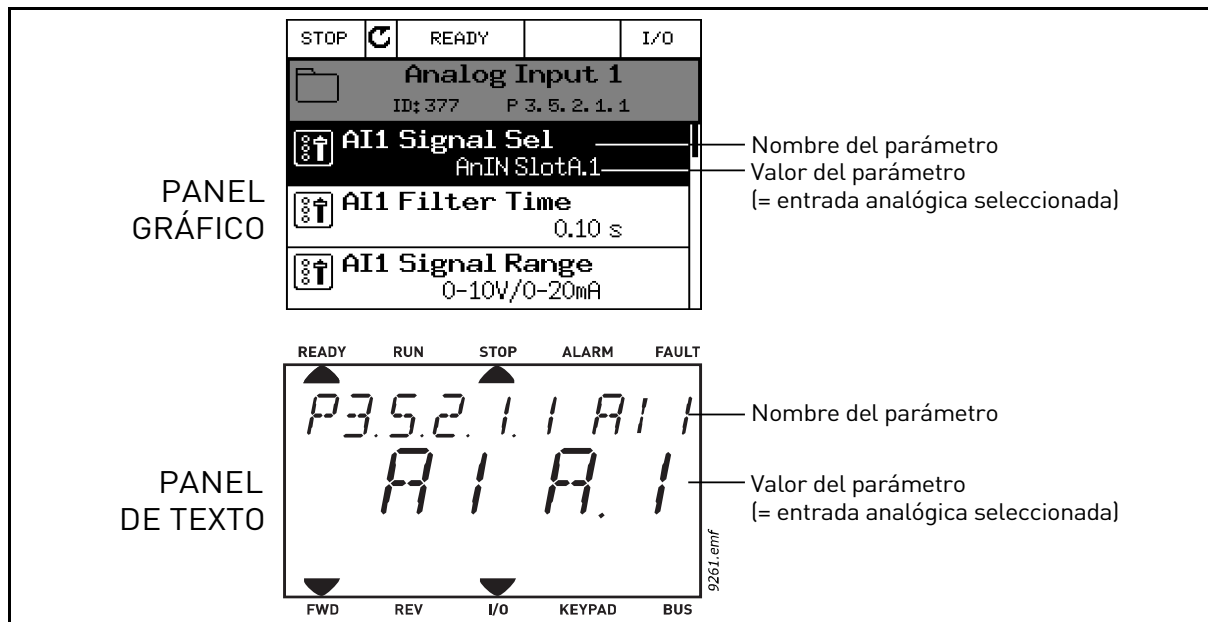 STOP READY I/O
Analog Input 1
ID:377 P 3.5.2.1.1
AI1 Signal Sel
AnIN SlotA.1
AI1 Filter Time
0.10 s
AI1 Signal Range
0-10V/0-20mA
PANEL
GRÁFICO
Nombre del parámetro
Valor del parámetro
(= entrada analógica seleccionada)
READY RUN STOP ALARM FAULT
P3.5.2.1.1 AI1
AI A.1
FWD REV I/O KEYPAD BUS
PANEL
DE TEXTO
Nombre del parámetro
Valor del parámetro
(= entrada analógica seleccionada)
9261.emf